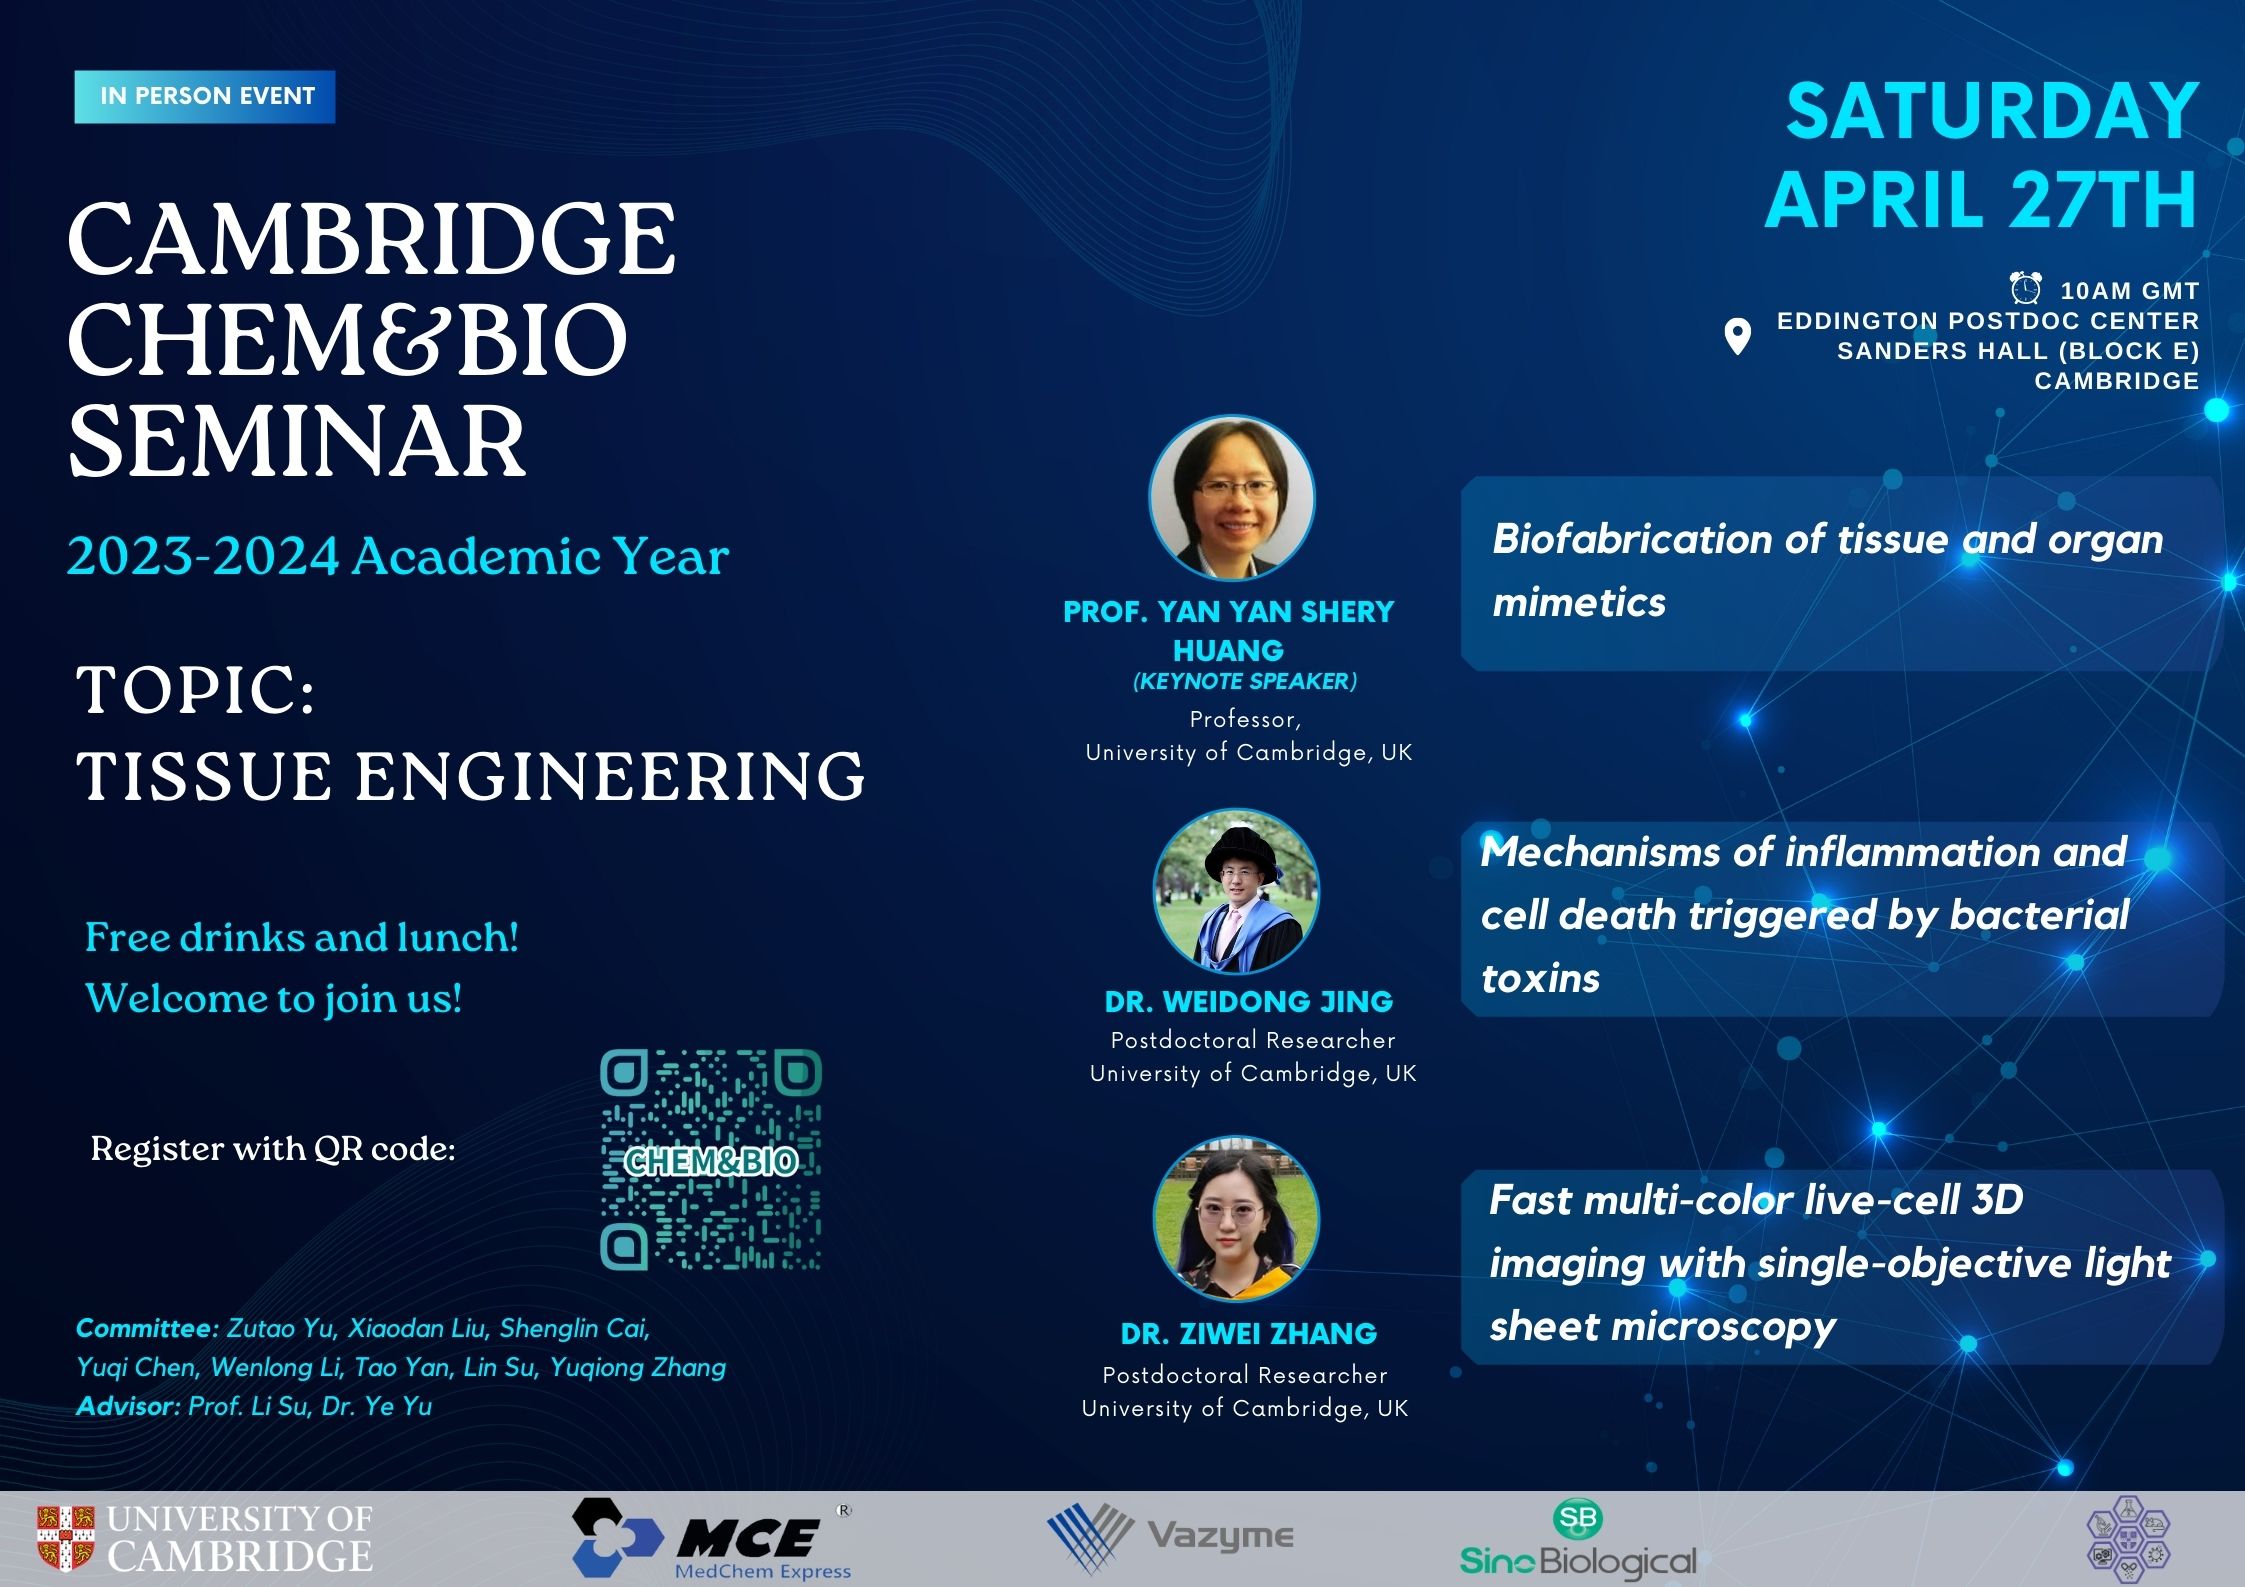 IN PERSON EVENT
CAMBRIDGE
CHEM&BIO
SEMINAR
2023-2024 Academic Year
TOPIC:
TISSUE ENGINEERING
Free drinks and lunch!
Welcome to join us!
Register with QR code:
CHEM&BIO
Committee: Zutao Yu, Xiaodan Liu, Shenglin Cai,
Yuqi Chen, Wenlong Li, Tao Yan, Lin Su, Yuqiong Zhang
Advisor: Prof. Li Su, Dr. Ye Yu
SATURDAY
APRIL 27TH
10AM GMT
EDDINGTON POSTDOC CENTER
SANDERS HALL (BLOCK E)
CAMBRIDGE
PROF. YAN YAN SHERY
HUANG
(KEYNOTE SPEAKER)
Professor,
University of Cambridge, UK
Biofabrication of tissue and organ
mimetics
DR. WEIDONG JING
Postdoctoral Researcher
University of Cambridge, UK
Mechanisms of inflammation and
cell death triggered by bacterial
toxins
DR. ZIWEI ZHANG
Postdoctoral Researcher
University of Cambridge, UK
Fast multi-color live-cell 3D
imaging with single-objective light
sheet microscopy
UNIVERSITY OF
CAMBRIDGE
MCE ®
MedChem Express
Vazyme
SB
Sino Biological